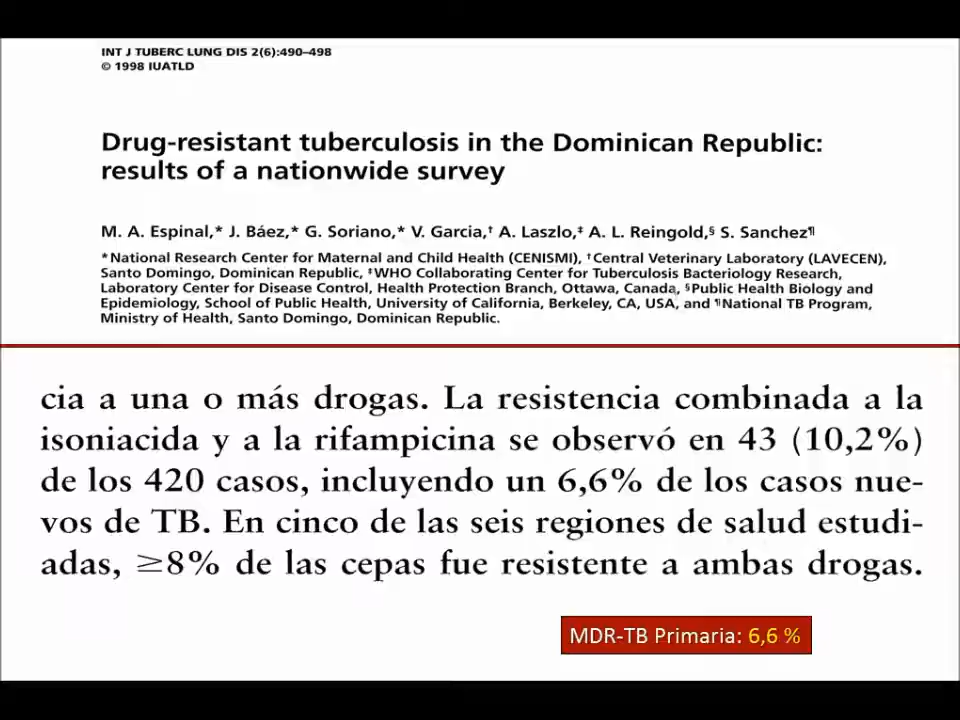 INT J TUBERC LUNG DIS 2(6):490–498
© 1998 IUATLD
Drug-resistant tuberculosis in the Dominican Republic:
results of a nationwide survey
M. A. Espinal,* J. Báez,* G. Soriano,* V. Garcia,† A. Laszlo,‡ A. L. Reingold,§ S. Sanchez¶
*National Research Center for Maternal and Child Health (CENISMI), †Central Veterinary Laboratory (LAVECEN),
Santo Domingo, Dominican Republic, ‡WHO Collaborating Center for Tuberculosis Bacteriology Research,
Laboratory Center for Disease Control, Health Protection Branch, Ottawa, Canada, §Public Health Biology and
Epidemiology, School of Public Health, University of California, Berkeley, CA, USA, and ¶National TB Program,
Ministry of Health, Santo Domingo, Dominican Republic.
cia a una o más drogas. La resistencia combinada a la
isoniacida y a la rifampicina se observó en 43 (10,2%)
de los 420 casos, incluyendo un 6,6% de los casos nue-
vos de TB. En cinco de las seis regiones de salud estudi-
adas, ≥8% de las cepas fue resistente a ambas drogas.
MDR-TB Primaria: 6,6 %